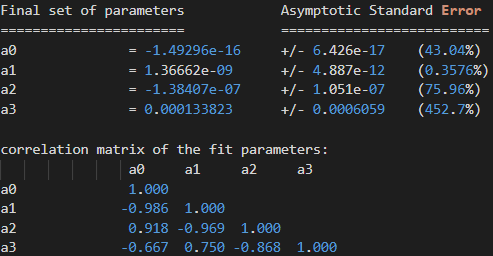 Final set of parameters            Asymptotic Standard Error
=======================            ==========================
a0              = -1.49296e-16     +/- 6.426e-17    (43.04%)
a1              = 1.36662e-09      +/- 4.887e-12    (0.3576%)
a2              = -1.38407e-07     +/- 1.051e-07    (75.96%)
a3              = 0.000133823      +/- 0.0006059    (452.7%)
correlation matrix of the fit parameters:
                a0     a1     a2     a3
a0              1.000
a1             -0.986  1.000
a2              0.918 -0.969  1.000
a3             -0.667  0.750 -0.868  1.000